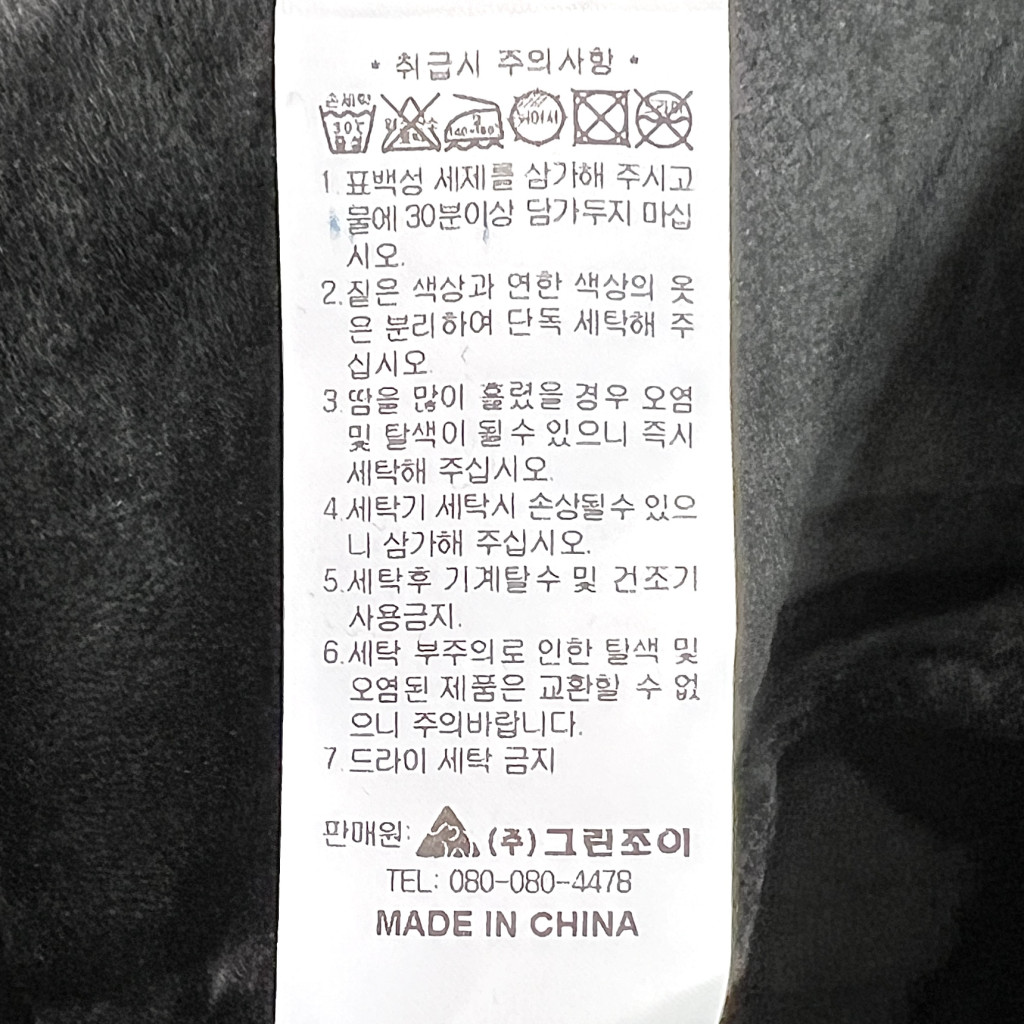 * 취급시 주의사항 *
손세탁
30℃
1. 표백성 세제를 삼가해 주시고
물에 30분이상 담가두지 마십
시오.
2. 짙은 색상과 연한 색상의 옷
은 분리하여 단독 세탁해 주
십시오.
3. 땀을 많이 흘렸을 경우 오염
및 탈색이 될수 있으니 즉시
세탁해 주십시오.
4. 세탁기 세탁시 손상될수 있으
니 삼가해 주십시오.
5. 세탁후 기계탈수 및 건조기
사용금지.
6. 세탁 부주의로 인한 탈색 및
오염된 제품은 교환할 수 없
으니 주의바랍니다.
7. 드라이 세탁 금지
판매원: (주)그린조이
TEL: 080-080-4478
MADE IN CHINA